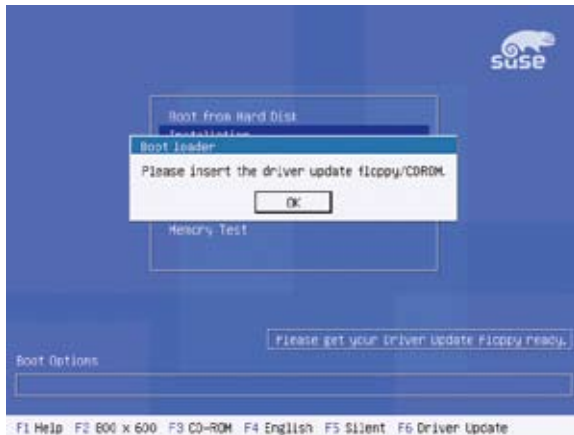 SUSE
Boot from Hard Disk
Installation
Boot loader
Please insert the driver update floppy/CDROM.
OK
Memory Test
Please get your Driver Update Floppy ready.
Boot Options
F1 Help F2 800 x 600 F3 CD-ROM F4 English F5 Silent F6 Driver Update